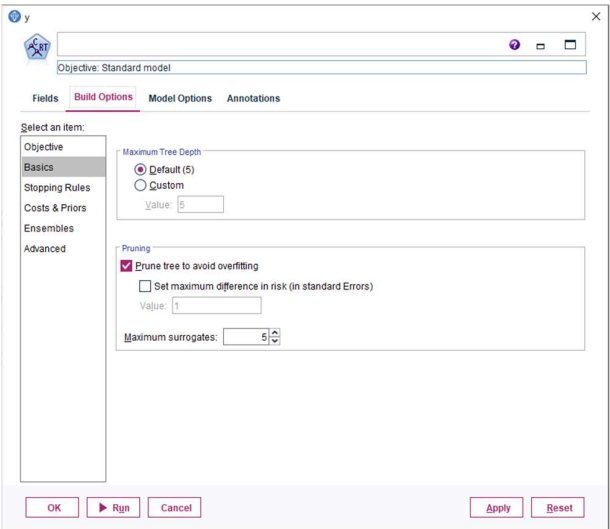 y
C&RT
Objective: Standard model
Fields Build Options Model Options Annotations
Select an item:
Objective
Basics
Stopping Rules
Costs & Priors
Ensembles
Advanced
Maximum Tree Depth
Default (5)
Custom
Value: 5
Pruning
Prune tree to avoid overfitting
Set maximum difference in risk (in standard Errors)
Value: 1
Maximum surrogates: 5
OK Run Cancel Apply Reset